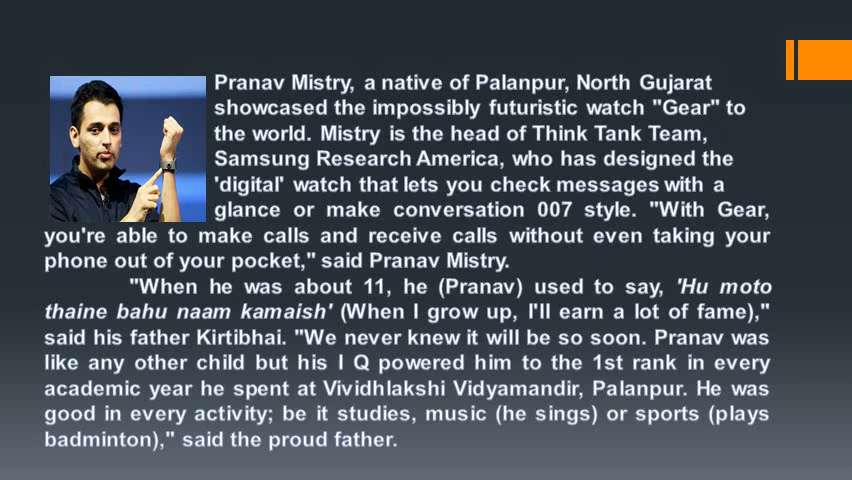 Pranav Mistry, a native of Palanpur, North Gujarat
showcased the impossibly futuristic watch "Gear" to
the world. Mistry is the head of Think Tank Team,
Samsung Research America, who has designed the
'digital' watch that lets you check messages with a
glance or make conversation 007 style. "With Gear,
you're able to make calls and receive calls without even taking your
phone out of your pocket," said Pranav Mistry.
"When he was about 11, he (Pranav) used to say, 'Hu moto
thaine bahu naam kamaish' (When I grow up, I'll earn a lot of fame),"
said his father Kirtibhai. "We never knew it will be so soon. Pranav was
like any other child but his I Q powered him to the 1st rank in every
academic year he spent at Vividhlakshi Vidyamandir, Palanpur. He was
good in every activity; be it studies, music (he sings) or sports (plays
badminton)," said the proud father.